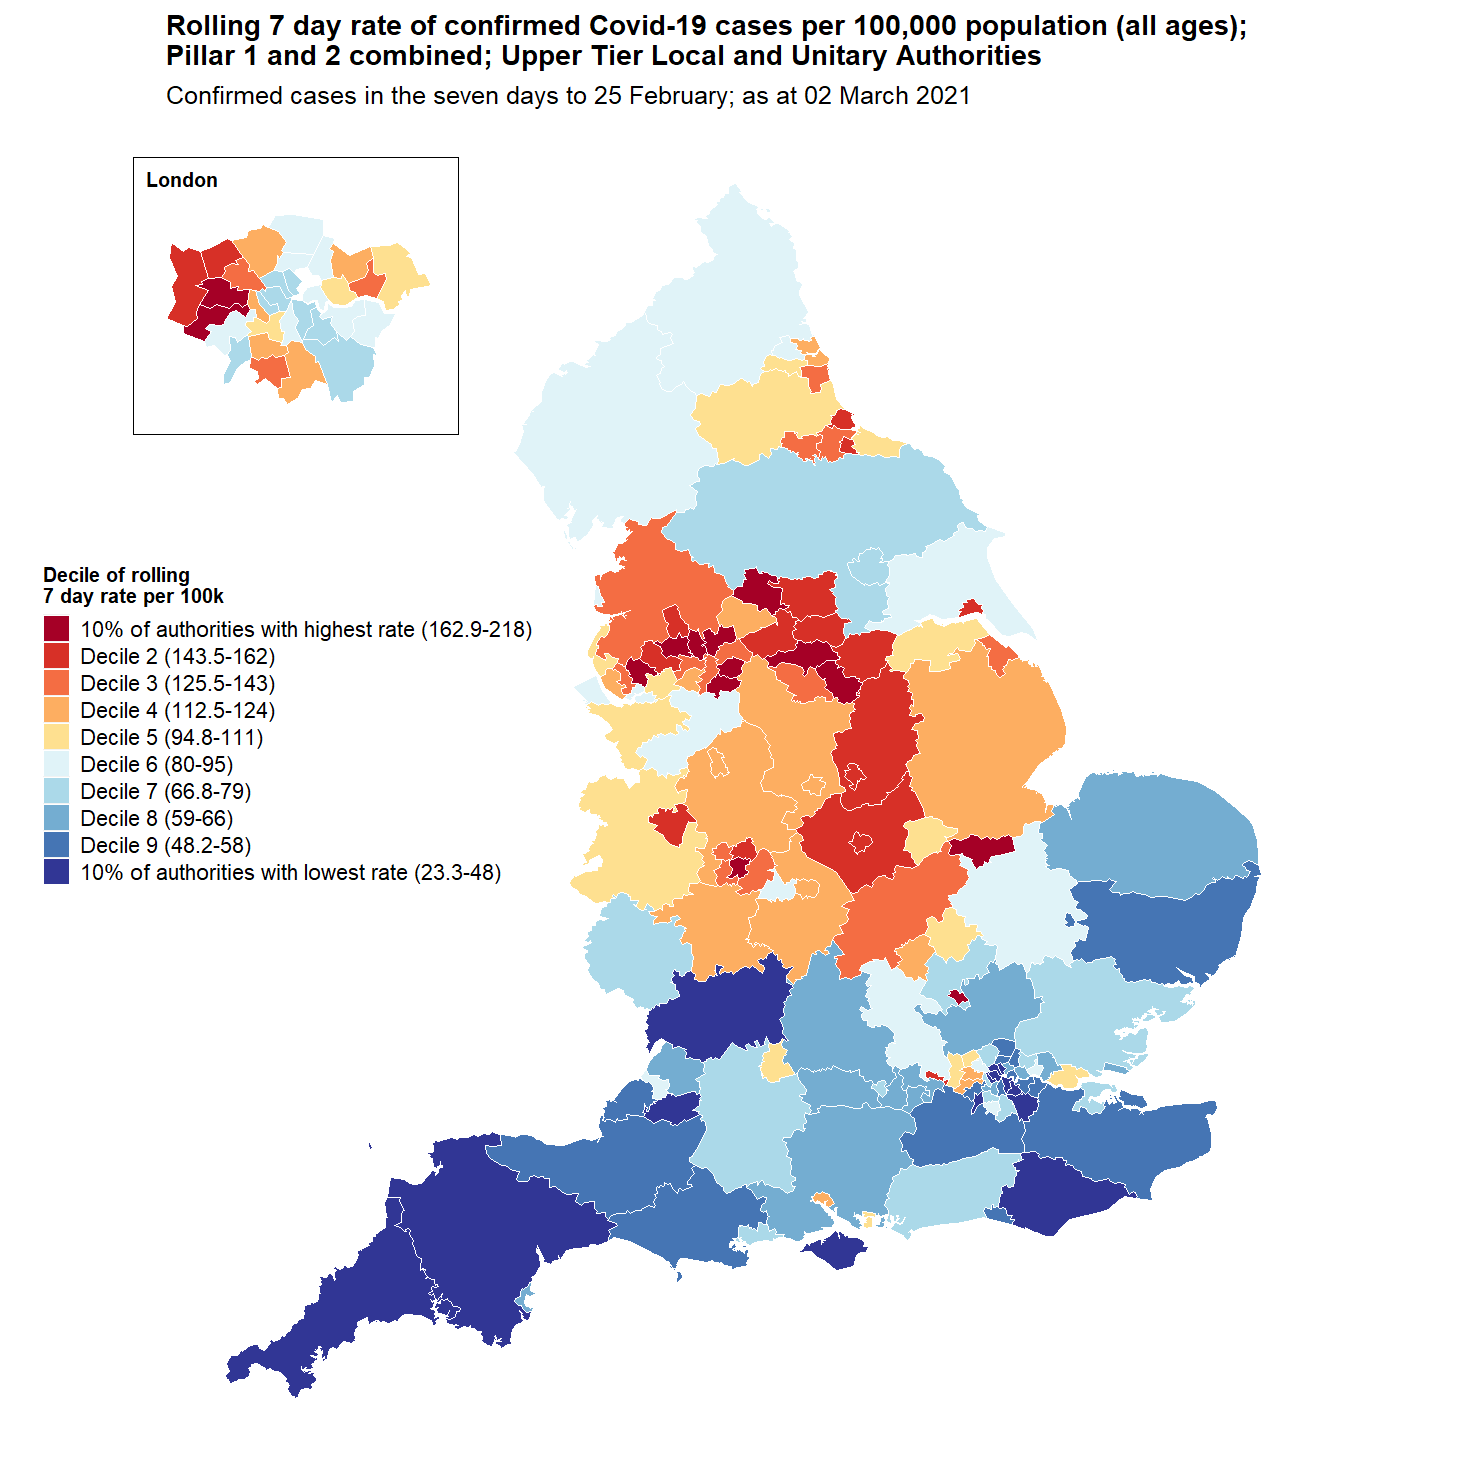 Rolling 7 day rate of confirmed Covid-19 cases per 100,000 population (all ages);
Pillar 1 and 2 combined; Upper Tier Local and Unitary Authorities
Confirmed cases in the seven days to 25 February; as at 02 March 2021
London
Decile of rolling
7 day rate per 100k
10% of authorities with highest rate (162.9-218)
Decile 2 (143.5-162)
Decile 3 (125.5-143)
Decile 4 (112.5-124)
Decile 5 (94.8-111)
Decile 6 (80-95)
Decile 7 (66.8-79)
Decile 8 (59-66)
Decile 9 (48.2-58)
10% of authorities with lowest rate (23.3-48)